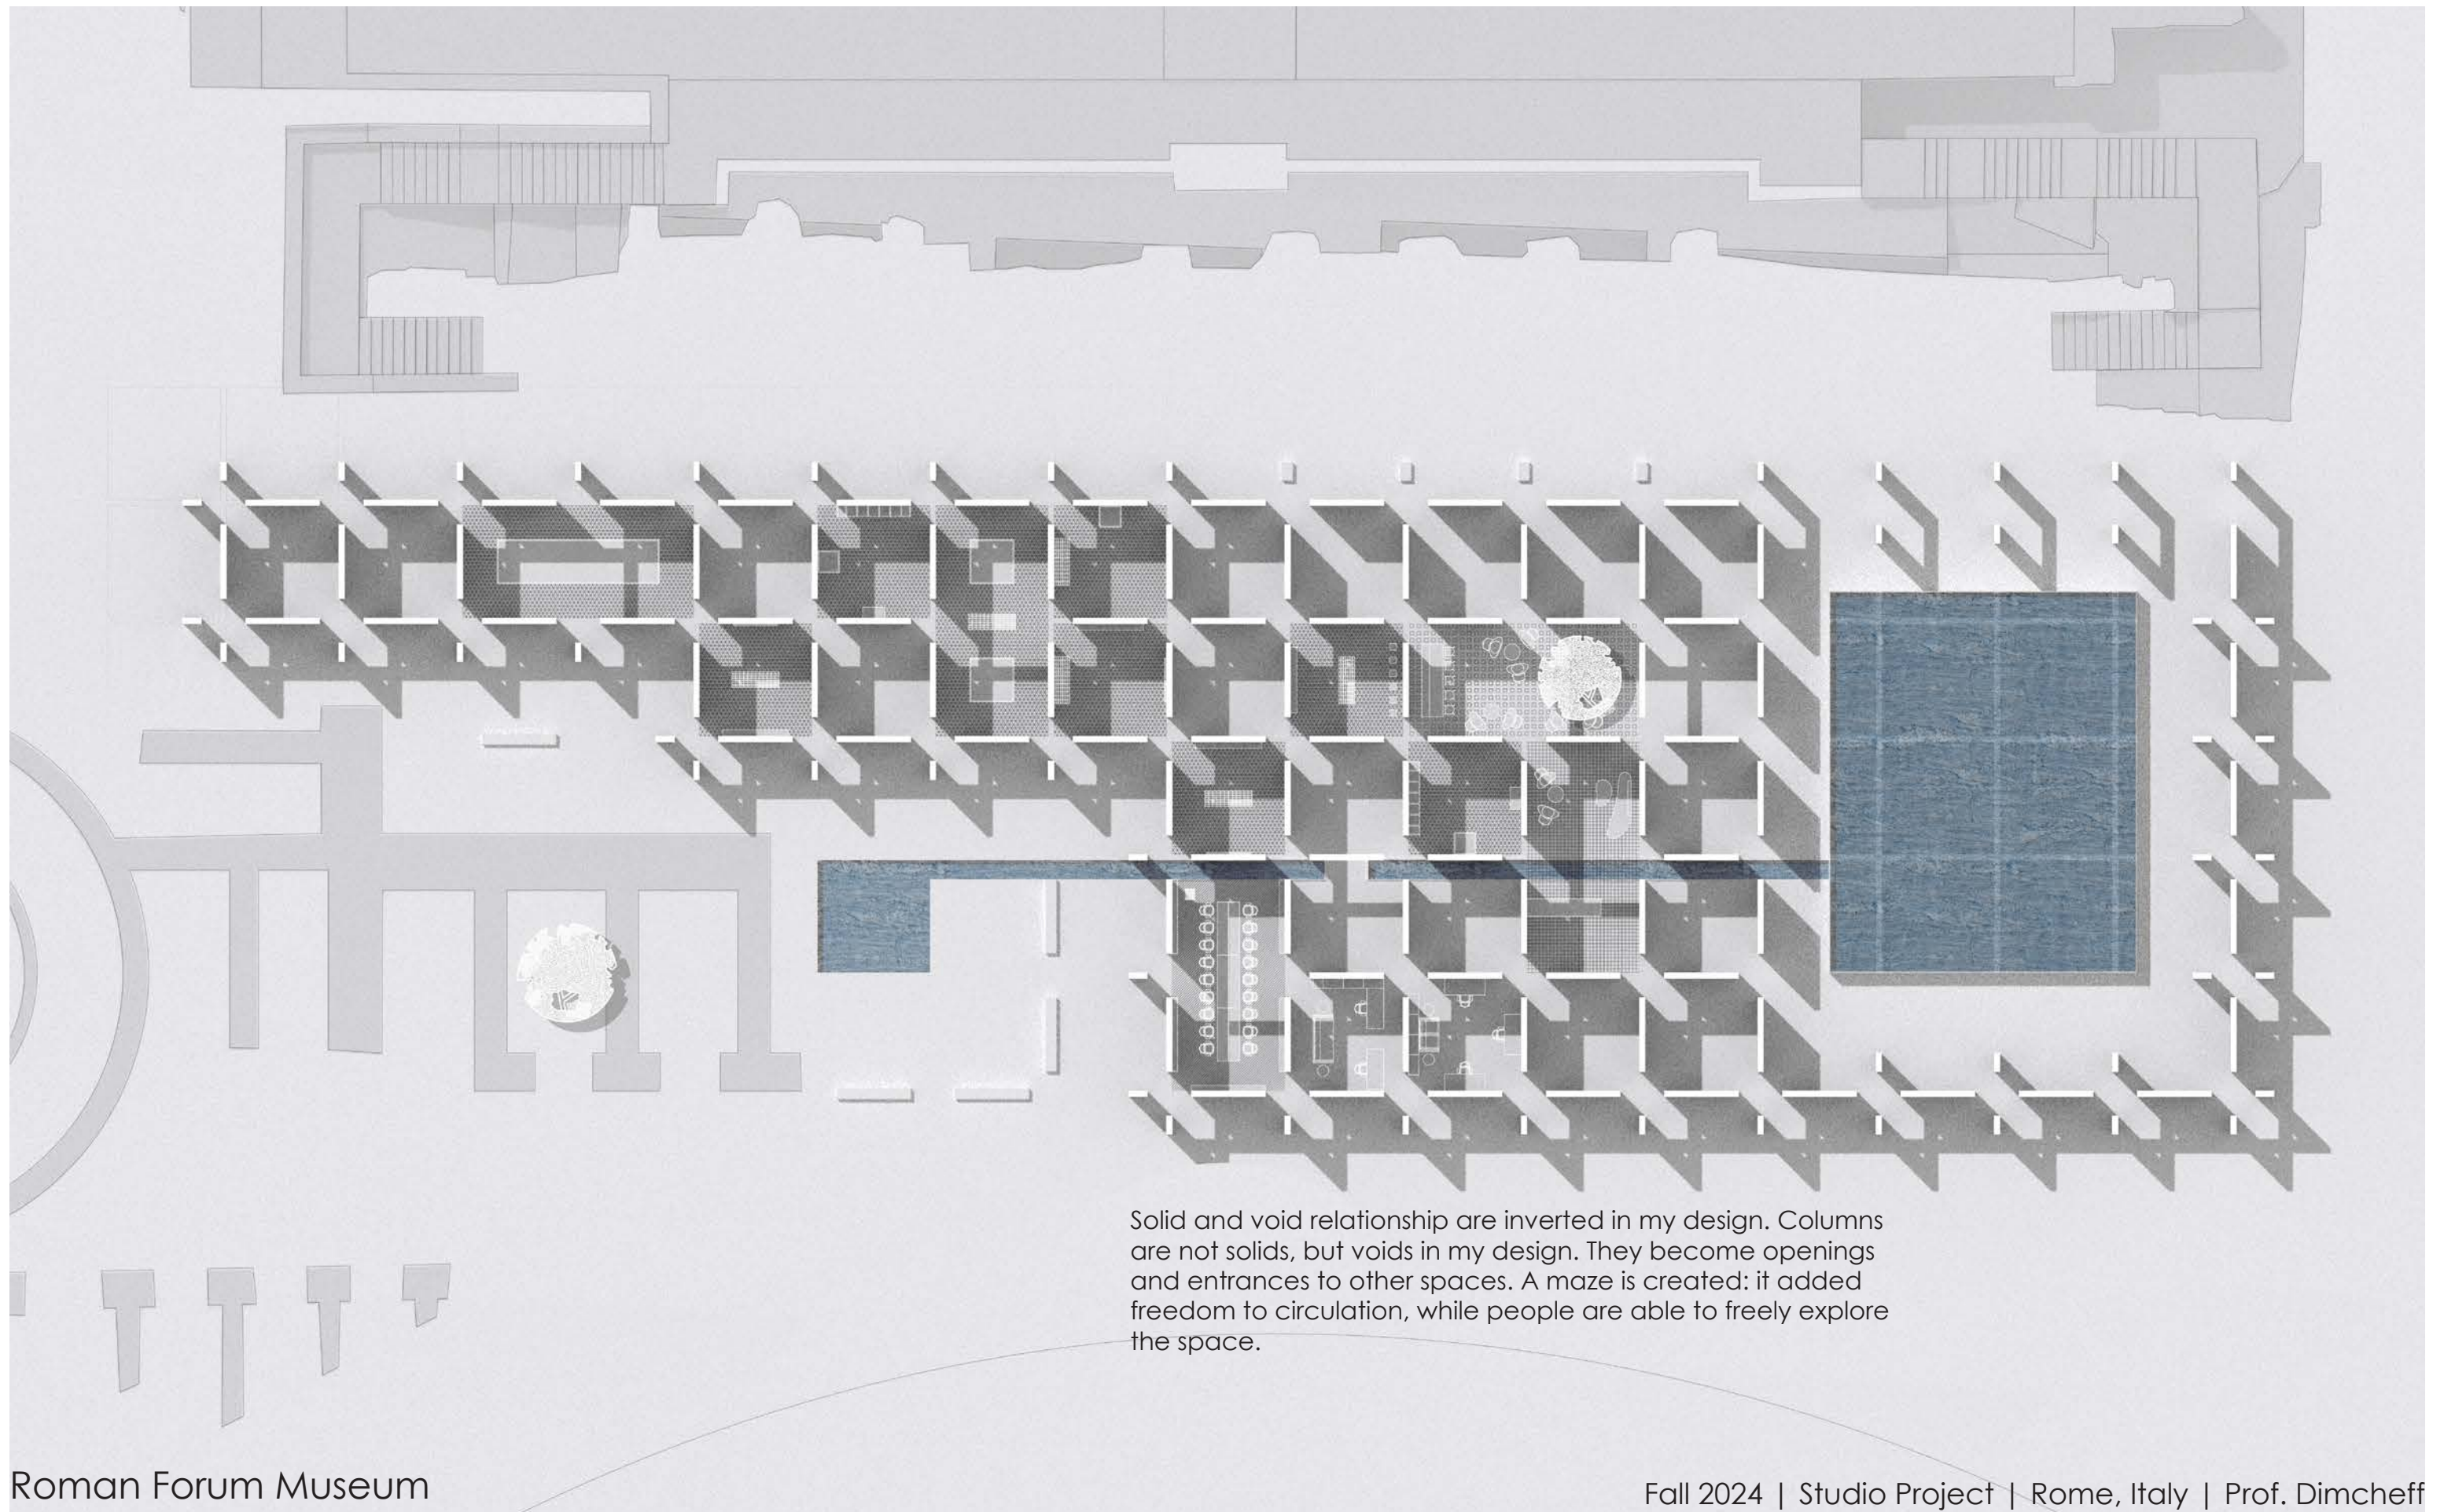 Solid and void relationship are inverted in my design. Columns
are not solids, but voids in my design. They become openings
and entrances to other spaces. A maze is created: it added
freedom to circulation, while people are able to freely explore
the space.
Roman Forum Museum
Fall 2024 | Studio Project | Rome, Italy | Prof. Dimcheff